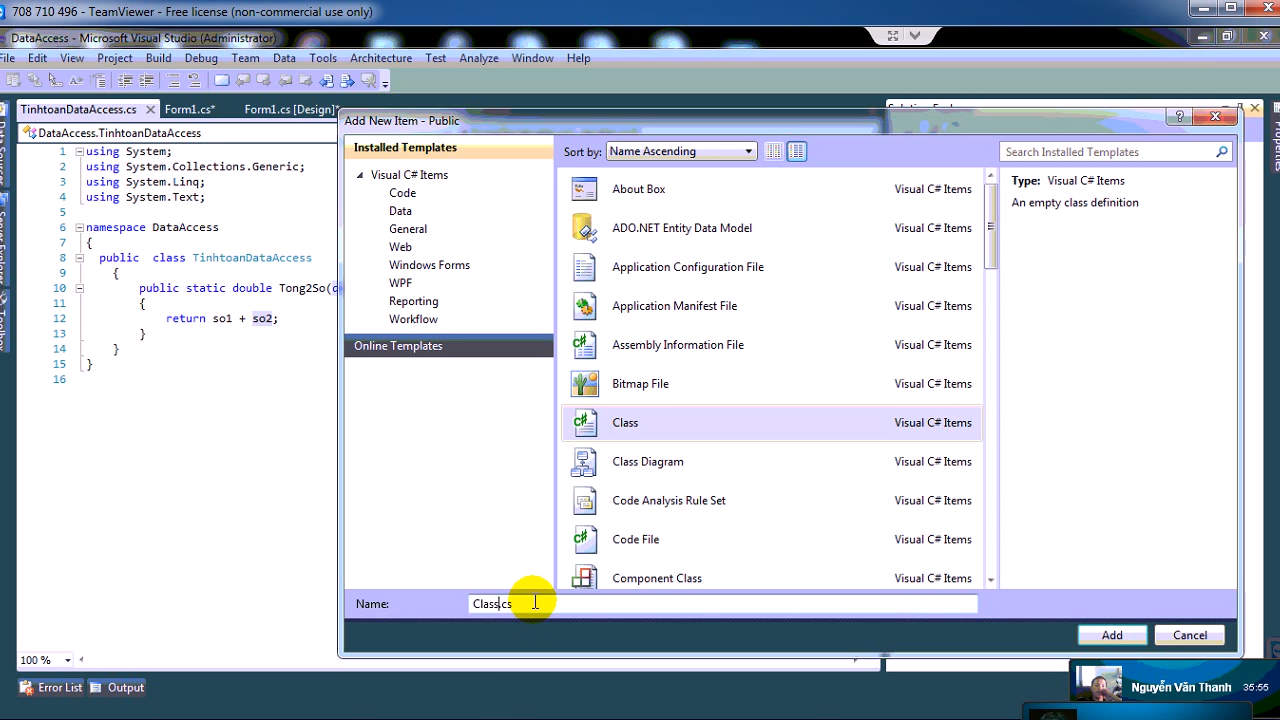 708 710 496 - TeamViewer - Free license (non-commercial use only)
DataAccess - Microsoft Visual Studio (Administrator)
File Edit View Project Build Debug Team Data Tools Architecture Test Analyze Window Help
TinhtoanDataAccess.cs Form1.cs* Form1.cs [Design]*
DataAccess.TinhtoanDataAccess
1 using System;
2 using System.Collections.Generic;
3 using System.Linq;
4 using System.Text;
5
6 namespace DataAccess
7 {
8 public class TinhtoanDataAccess
9 {
10 public static double Tong2So(
11 {
12 return so1 + so2;
13 }
14 }
15 }
16
100 %
Error List Output
Add New Item - Public
Installed Templates
Visual C# Items
Code
Data
General
Web
Windows Forms
WPF
Reporting
Workflow
Online Templates
Sort by: Name Ascending
Search Installed Templates
About Box Visual C# Items
ADO.NET Entity Data Model Visual C# Items
Application Configuration File Visual C# Items
Application Manifest File Visual C# Items
Assembly Information File Visual C# Items
Bitmap File Visual C# Items
Class Visual C# Items
Class Diagram Visual C# Items
Code Analysis Rule Set Visual C# Items
Code File Visual C# Items
Component Class Visual C# Items
Type: Visual C# Items
An empty class definition
Name: Class.cs
Add Cancel
Properties
Server Explorer
Toolbox
Nguyễn Văn Thanh 35:55